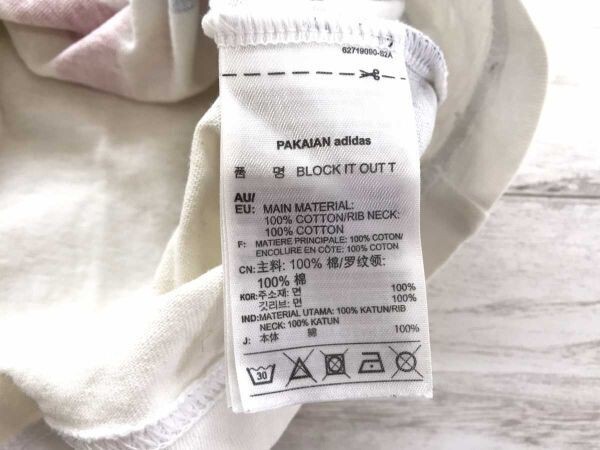 62719090-S2A
PAKAIAN adidas
품 명 BLOCK IT OUT T
AU/
EU: MAIN MATERIAL:
100% COTTON/RIB NECK:
100% COTTON
F: MATIERE PRINCIPALE: 100% COTON/
ENCOLURE EN CÔTE: 100% COTON
CN: 主料: 100% 棉/罗纹领:
100% 棉
KOR: 주소재: 면 100%
깃리브: 면 100%
IND: MATERIAL UTAMA: 100% KATUN/RIB
NECK: 100% KATUN
J: 本体 綿 100%
30